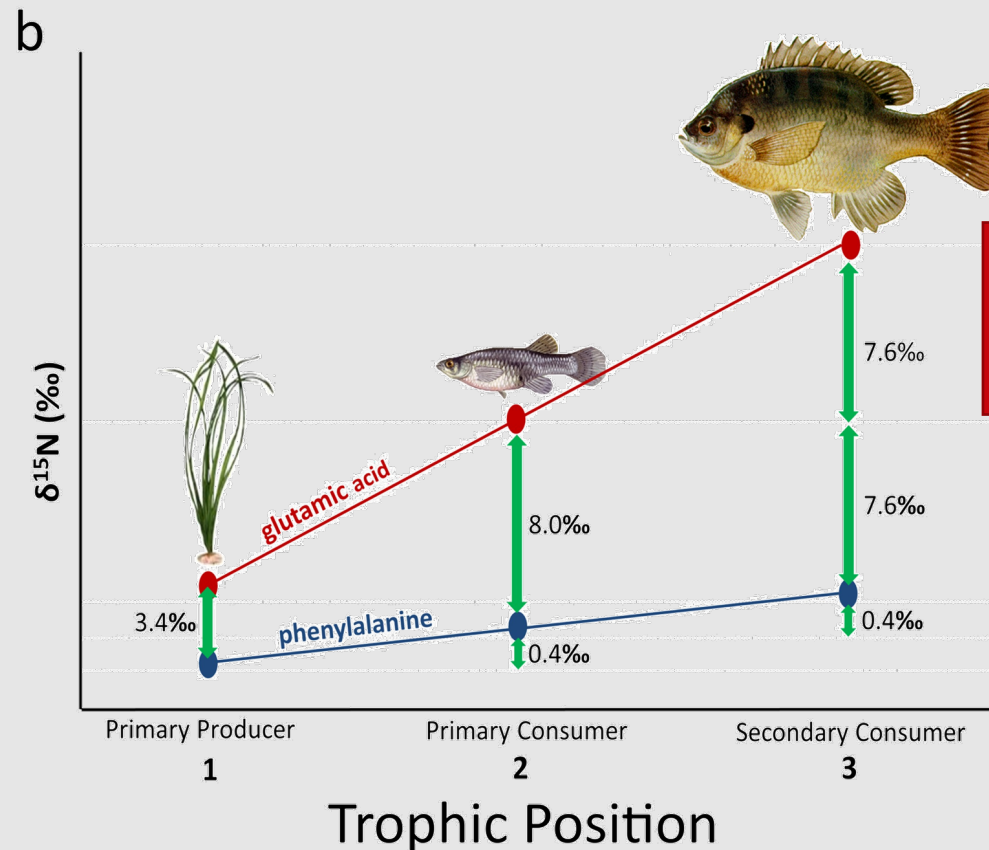 b
δ¹⁵N (‰)
glutamic acid
phenylalanine
3.4‰
8.0‰
0.4‰
7.6‰
7.6‰
0.4‰
Primary Producer
1
Primary Consumer
2
Secondary Consumer
3
Trophic Position